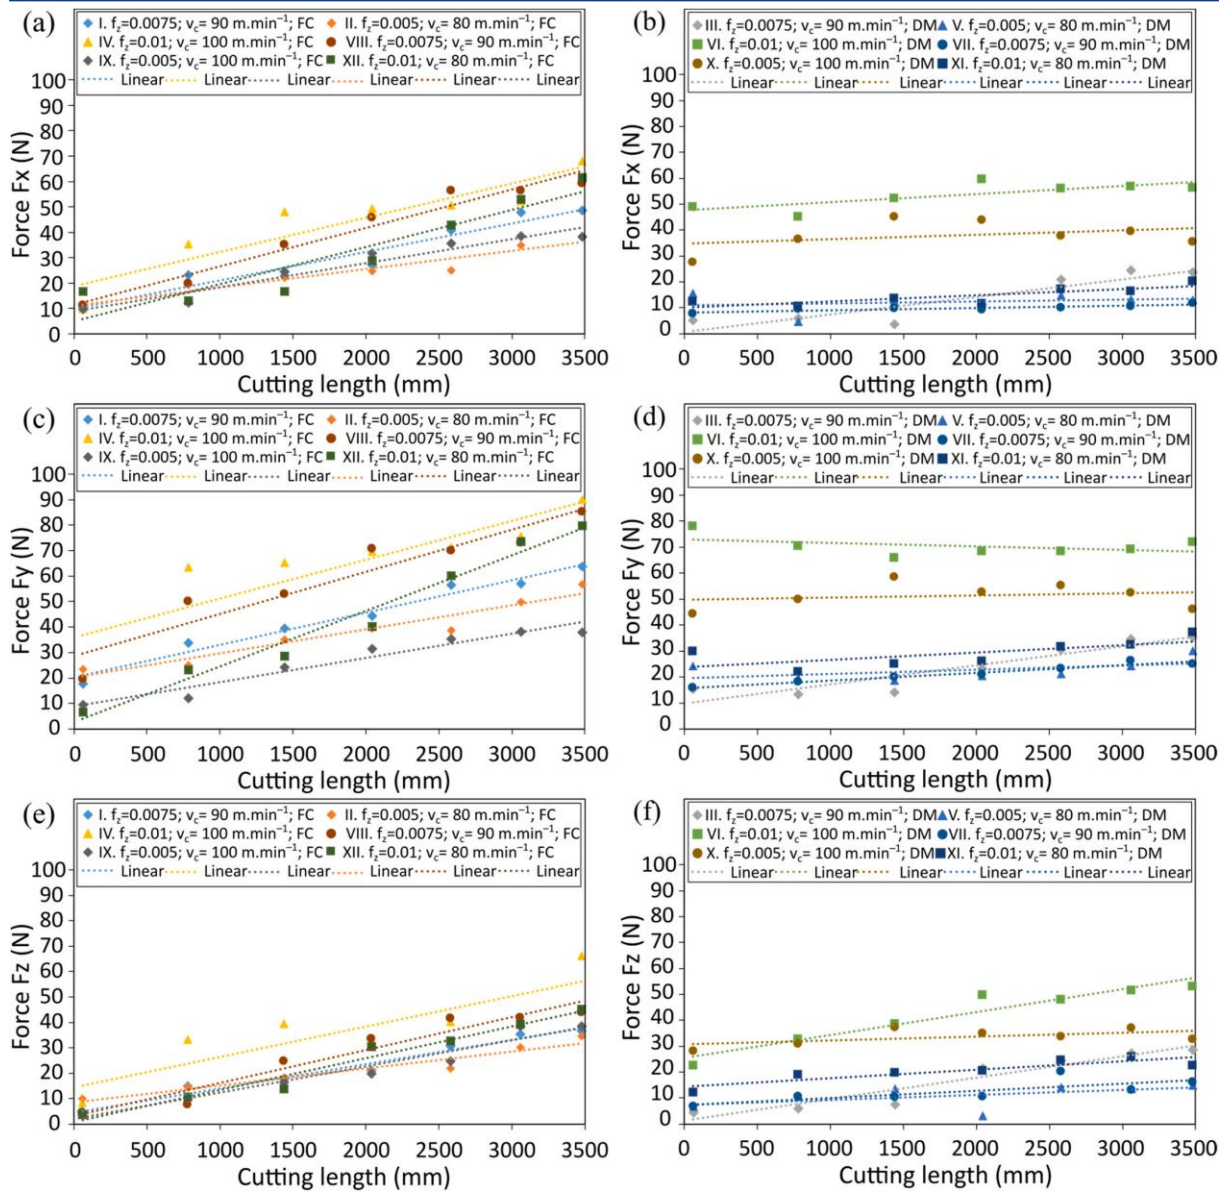 (a)
I. fz=0.0075; vc= 90 m.min⁻¹; FC II. fz=0.005; vc= 80 m.min⁻¹; FC
IV. fz=0.01; vc= 100 m.min⁻¹; FC VIII. fz=0.0075; vc= 90 m.min⁻¹; FC
IX. fz=0.005; vc= 100 m.min⁻¹; FC XII. fz=0.01; vc= 80 m.min⁻¹; FC
Linear Linear Linear Linear Linear Linear
Force Fx (N)
100
90
80
70
60
50
40
30
20
10
0
0 500 1000 1500 2000 2500 3000 3500
Cutting length (mm)
(b)
III. fz=0.0075; vc= 90 m.min⁻¹; DM V. fz=0.005; vc= 80 m.min⁻¹; DM
VI. fz=0.01; vc= 100 m.min⁻¹; DM VII. fz=0.0075; vc= 90 m.min⁻¹; DM
X. fz=0.005; vc= 100 m.min⁻¹; DM XI. fz=0.01; vc= 80 m.min⁻¹; DM
Linear Linear Linear Linear Linear Linear
Force Fx (N)
100
90
80
70
60
50
40
30
20
10
0
0 500 1000 1500 2000 2500 3000 3500
Cutting length (mm)
(c)
I. fz=0.0075; vc= 90 m.min⁻¹; FC II. fz=0.005; vc= 80 m.min⁻¹; FC
IV. fz=0.01; vc= 100 m.min⁻¹; FC VIII. fz=0.0075; vc= 90 m.min⁻¹; FC
IX. fz=0.005; vc= 100 m.min⁻¹; FC XII. fz=0.01; vc= 80 m.min⁻¹; FC
Linear Linear Linear Linear Linear Linear
Force Fy (N)
100
90
80
70
60
50
40
30
20
10
0
0 500 1000 1500 2000 2500 3000 3500
Cutting length (mm)
(d)
III. fz=0.0075; vc= 90 m.min⁻¹; DM V. fz=0.005; vc= 80 m.min⁻¹; DM
VI. fz=0.01; vc= 100 m.min⁻¹; DM VII. fz=0.0075; vc= 90 m.min⁻¹; DM
X. fz=0.005; vc= 100 m.min⁻¹; DM XI. fz=0.01; vc= 80 m.min⁻¹; DM
Linear Linear Linear Linear Linear Linear
Force Fy (N)
100
90
80
70
60
50
40
30
20
10
0
0 500 1000 1500 2000 2500 3000 3500
Cutting length (mm)
(e)
I. fz=0.0075; vc= 90 m.min⁻¹; FC II. fz=0.005; vc= 80 m.min⁻¹; FC
IV. fz=0.01; vc= 100 m.min⁻¹; FC VIII. fz=0.0075; vc= 90 m.min⁻¹; FC
IX. fz=0.005; vc= 100 m.min⁻¹; FC XII. fz=0.01; vc= 80 m.min⁻¹; FC
Linear Linear Linear Linear Linear Linear
Force Fz (N)
100
90
80
70
60
50
40
30
20
10
0
0 500 1000 1500 2000 2500 3000 3500
Cutting length (mm)
(f)
III. fz=0.0075; vc= 90 m.min⁻¹; DM V. fz=0.005; vc= 80 m.min⁻¹; DM
VI. fz=0.01; vc= 100 m.min⁻¹; DM VII. fz=0.0075; vc= 90 m.min⁻¹; DM
X. fz=0.005; vc= 100 m.min⁻¹; DM XI. fz=0.01; vc= 80 m.min⁻¹; DM
Linear Linear Linear Linear Linear Linear
Force Fz (N)
100
90
80
70
60
50
40
30
20
10
0
0 500 1000 1500 2000 2500 3000 3500
Cutting length (mm)